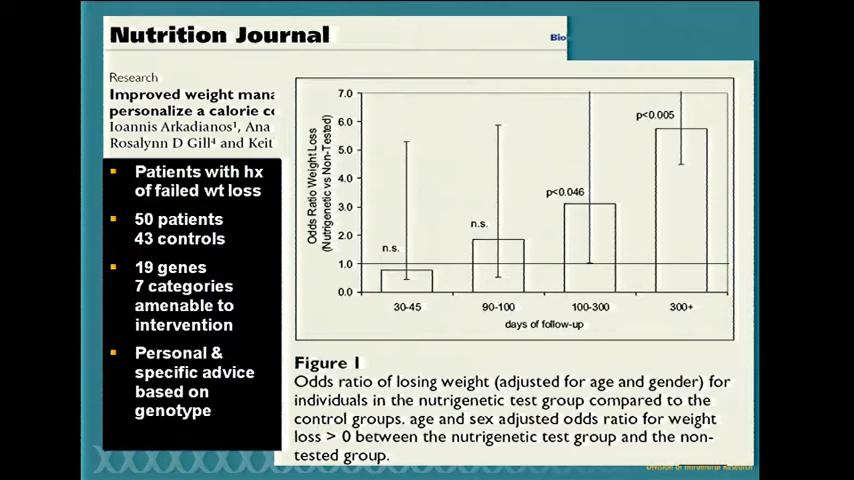 Nutrition Journal
Bio
Research
Improved weight mana
personalize a calorie co
Ioannis Arkadianos¹, Ana
Rosalynn D Gill⁴ and Keit
Patients with hx
of failed wt loss
50 patients
43 controls
19 genes
7 categories
amenable to
intervention
Personal &
specific advice
based on
genotype
Odds Ratio Weight Loss
(Nutrigenetic vs Non-Tested)
7.0
6.0
5.0
4.0
3.0
2.0
1.0
0.0
n.s.
n.s.
p<0.046
p<0.005
30-45 90-100 100-300 300+
days of follow-up
Figure 1
Odds ratio of losing weight (adjusted for age and gender) for
individuals in the nutrigenetic test group compared to the
control groups. age and sex adjusted odds ratio for weight
loss > 0 between the nutrigenetic test group and the non-
tested group.
Division of Intramural Research